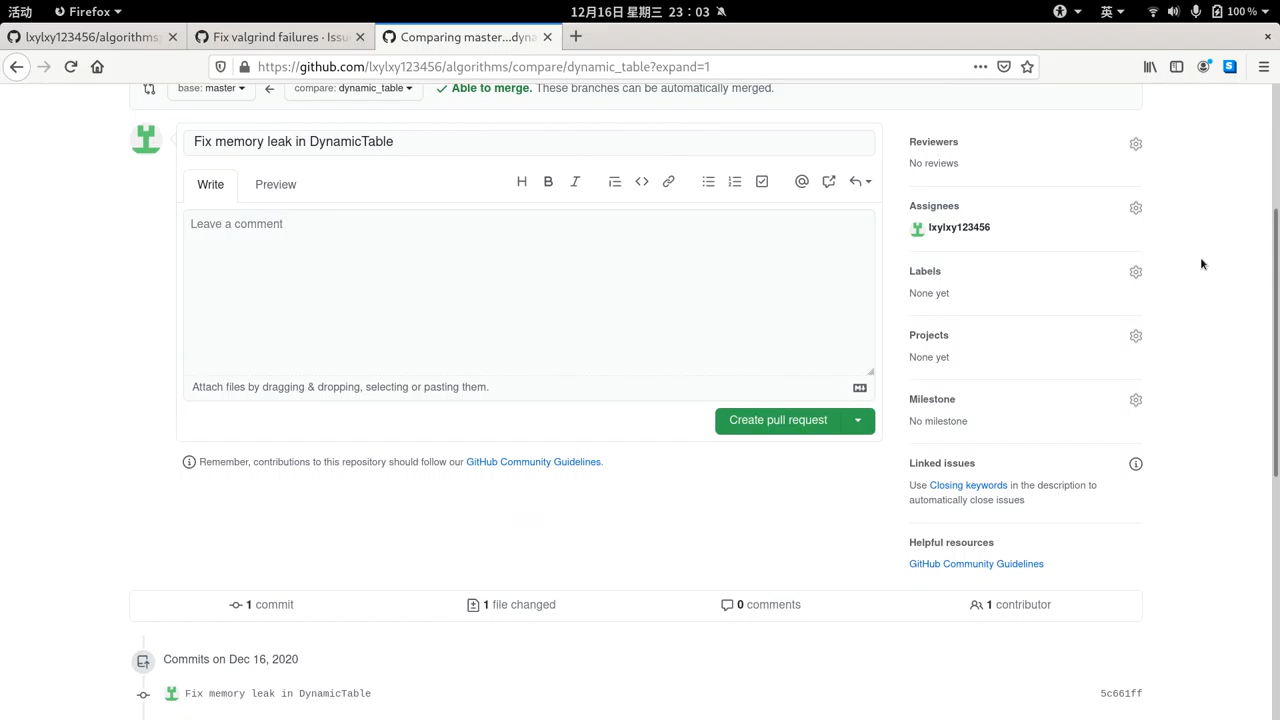 活动 Firefox 12月16日 星期三 23：03 英 100 %
lxylxy123456/algorithms: Fix valgrind failures · Issu Comparing master...dyna
https://github.com/lxylxy123456/algorithms/compare/dynamic_table?expand=1
base: master compare: dynamic_table Able to merge. These branches can be automatically merged.
Fix memory leak in DynamicTable
Write Preview
Leave a comment
Attach files by dragging & dropping, selecting or pasting them.
Create pull request
Remember, contributions to this repository should follow our GitHub Community Guidelines.
Reviewers
No reviews
Assignees
lxylxy123456
Labels
None yet
Projects
None yet
Milestone
No milestone
Linked issues
Use Closing keywords in the description to
automatically close issues
Helpful resources
GitHub Community Guidelines
1 commit 1 file changed 0 comments 1 contributor
Commits on Dec 16, 2020
Fix memory leak in DynamicTable 5c661ff